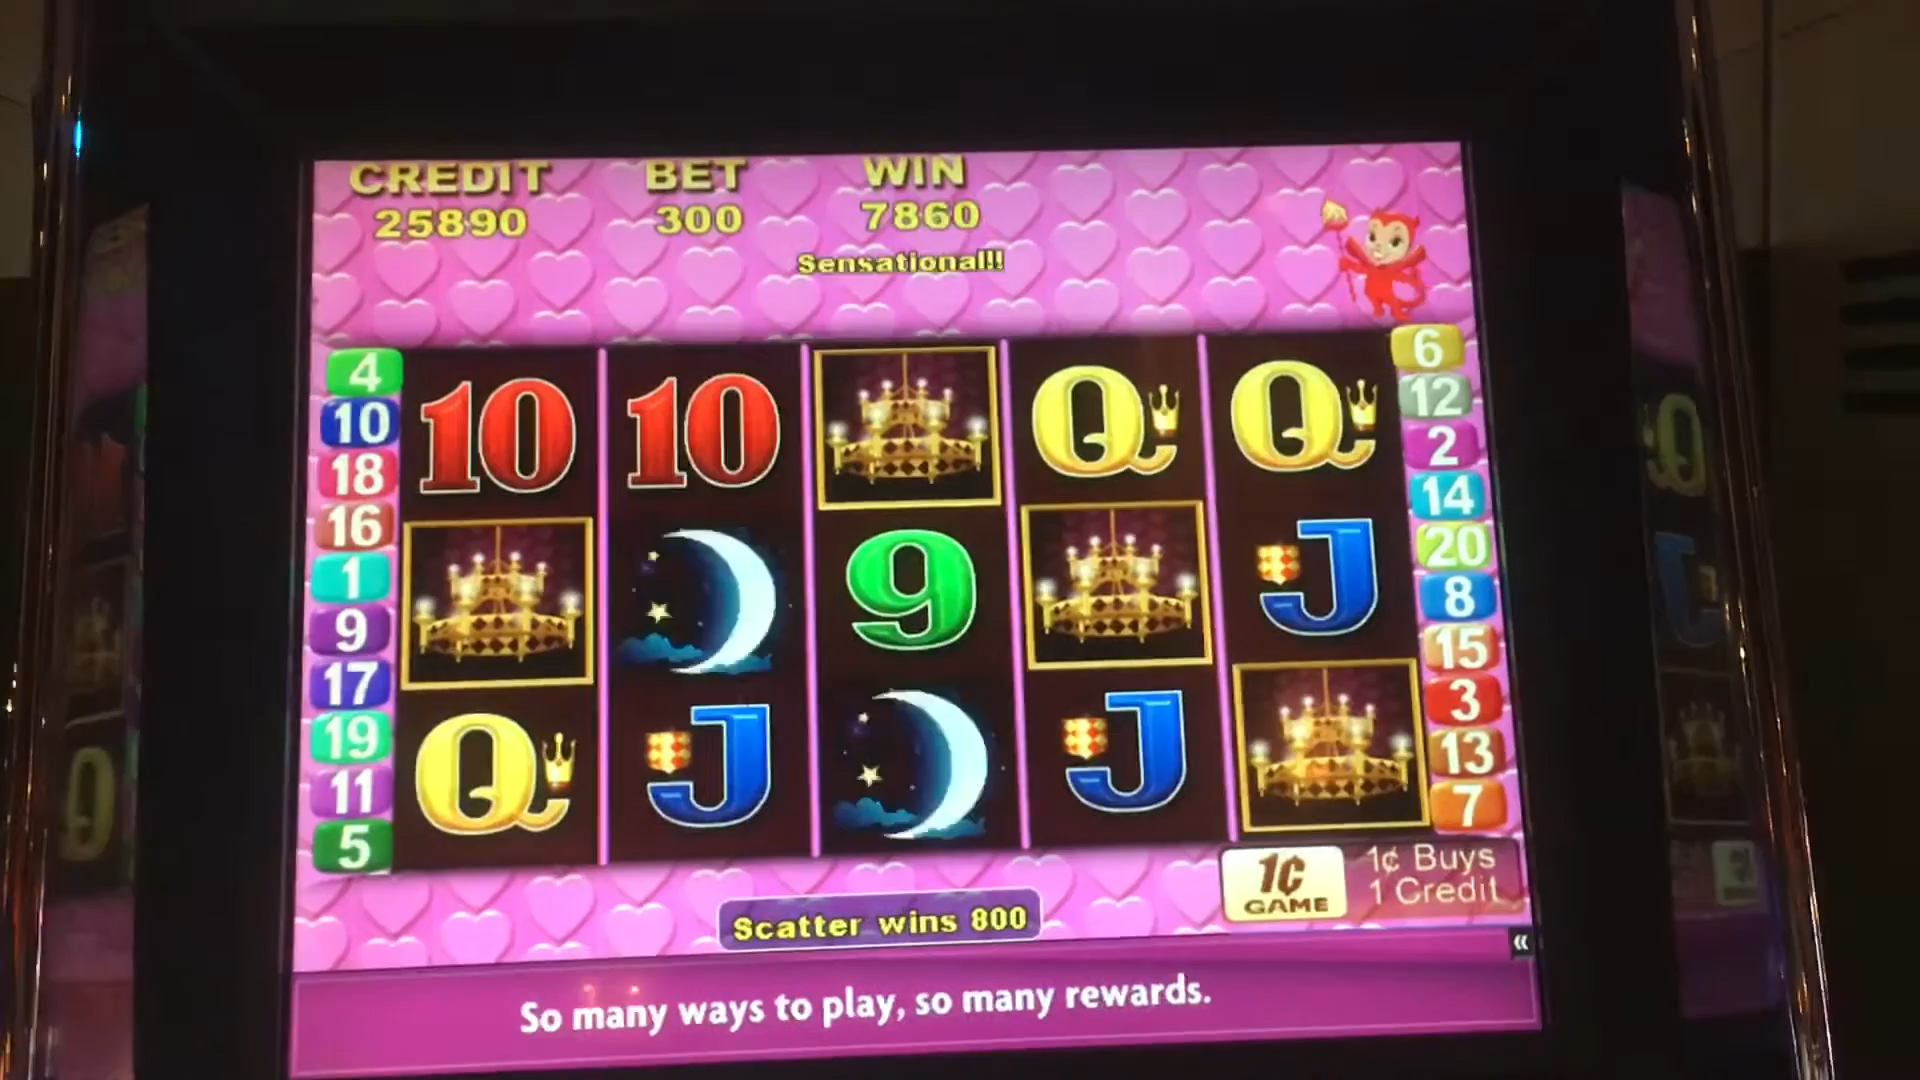 CREDIT BET WIN
25890 300 7860
Sensational!!
4 6
10 12
18 2
16 14
1 20
9 8
17 15
19 3
11 13
5 7
10 10 Q Q
9 J
Q J J
1¢ GAME
1¢ Buys
1 Credit
Scatter wins 800
«
So many ways to play, so many rewards.